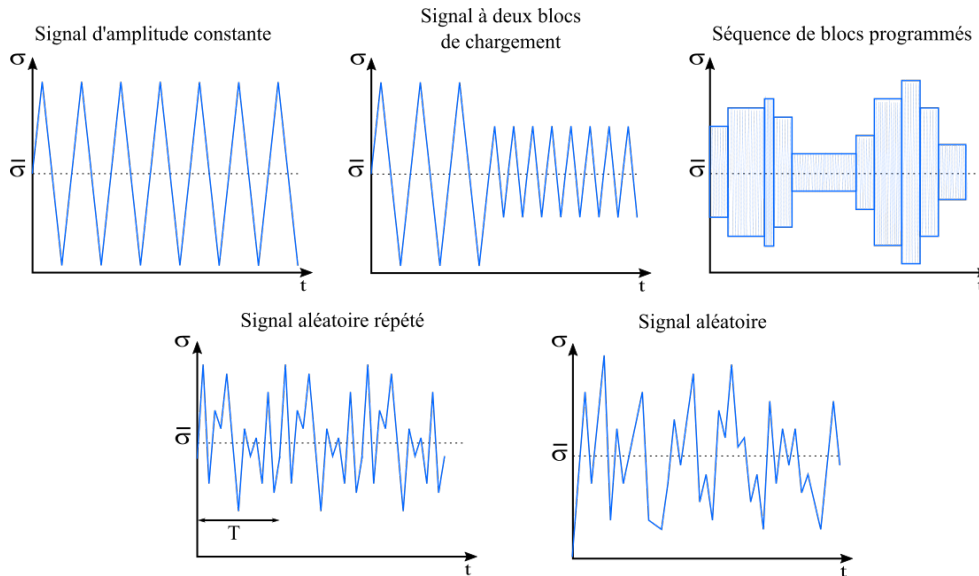 Signal d'amplitude constante
σ
σ̅
t
Signal à deux blocs
de chargement
σ
σ̅
t
Séquence de blocs programmés
σ
σ̅
t
Signal aléatoire répété
σ
σ̅
T
t
Signal aléatoire
σ
σ̅
t